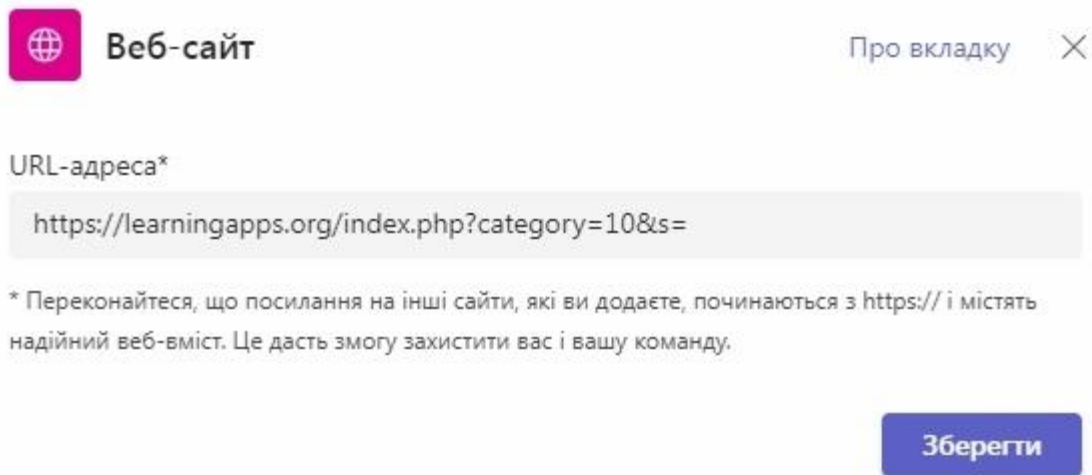 Веб-сайт
Про вкладку
URL-адреса*
https://learningapps.org/index.php?category=10&s=
* Переконайтеся, що посилання на інші сайти, які ви додаєте, починаються з https:// і містять
надійний веб-вміст. Це дасть змогу захистити вас і вашу команду.
Зберегти